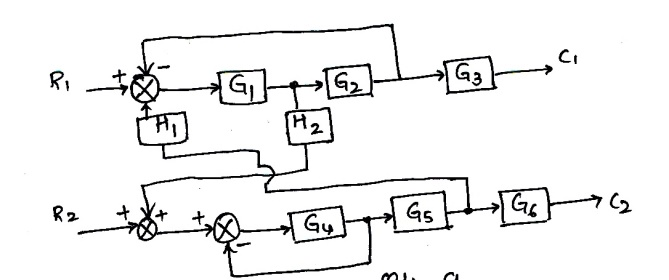 R1 + − G1 G2 G3 C1
H1 H2
R2 + + + − G4 G5 G6 C2